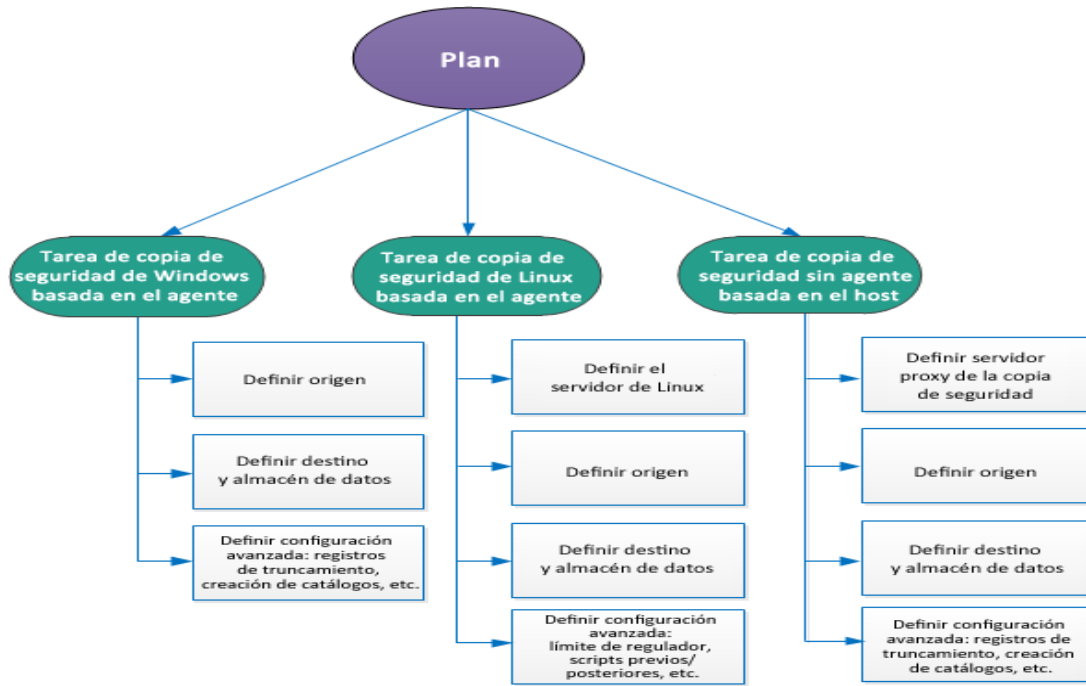 Plan
Tarea de copia de
seguridad de Windows
basada en el agente
Definir origen
Definir destino
y almacén de datos
Definir configuración
avanzada: registros
de truncamiento,
creación de catálogos, etc.
Tarea de copia de
seguridad de Linux
basada en el agente
Definir el
servidor de Linux
Definir origen
Definir destino
y almacén de datos
Definir configuración
avanzada:
límite de regulador,
scripts previos/
posteriores, etc.
Tarea de copia de
seguridad sin agente
basada en el host
Definir servidor
proxy de la copia
de seguridad
Definir origen
Definir destino
y almacén de datos
Definir configuración
avanzada: registros de
truncamiento, creación
de catálogos, etc.